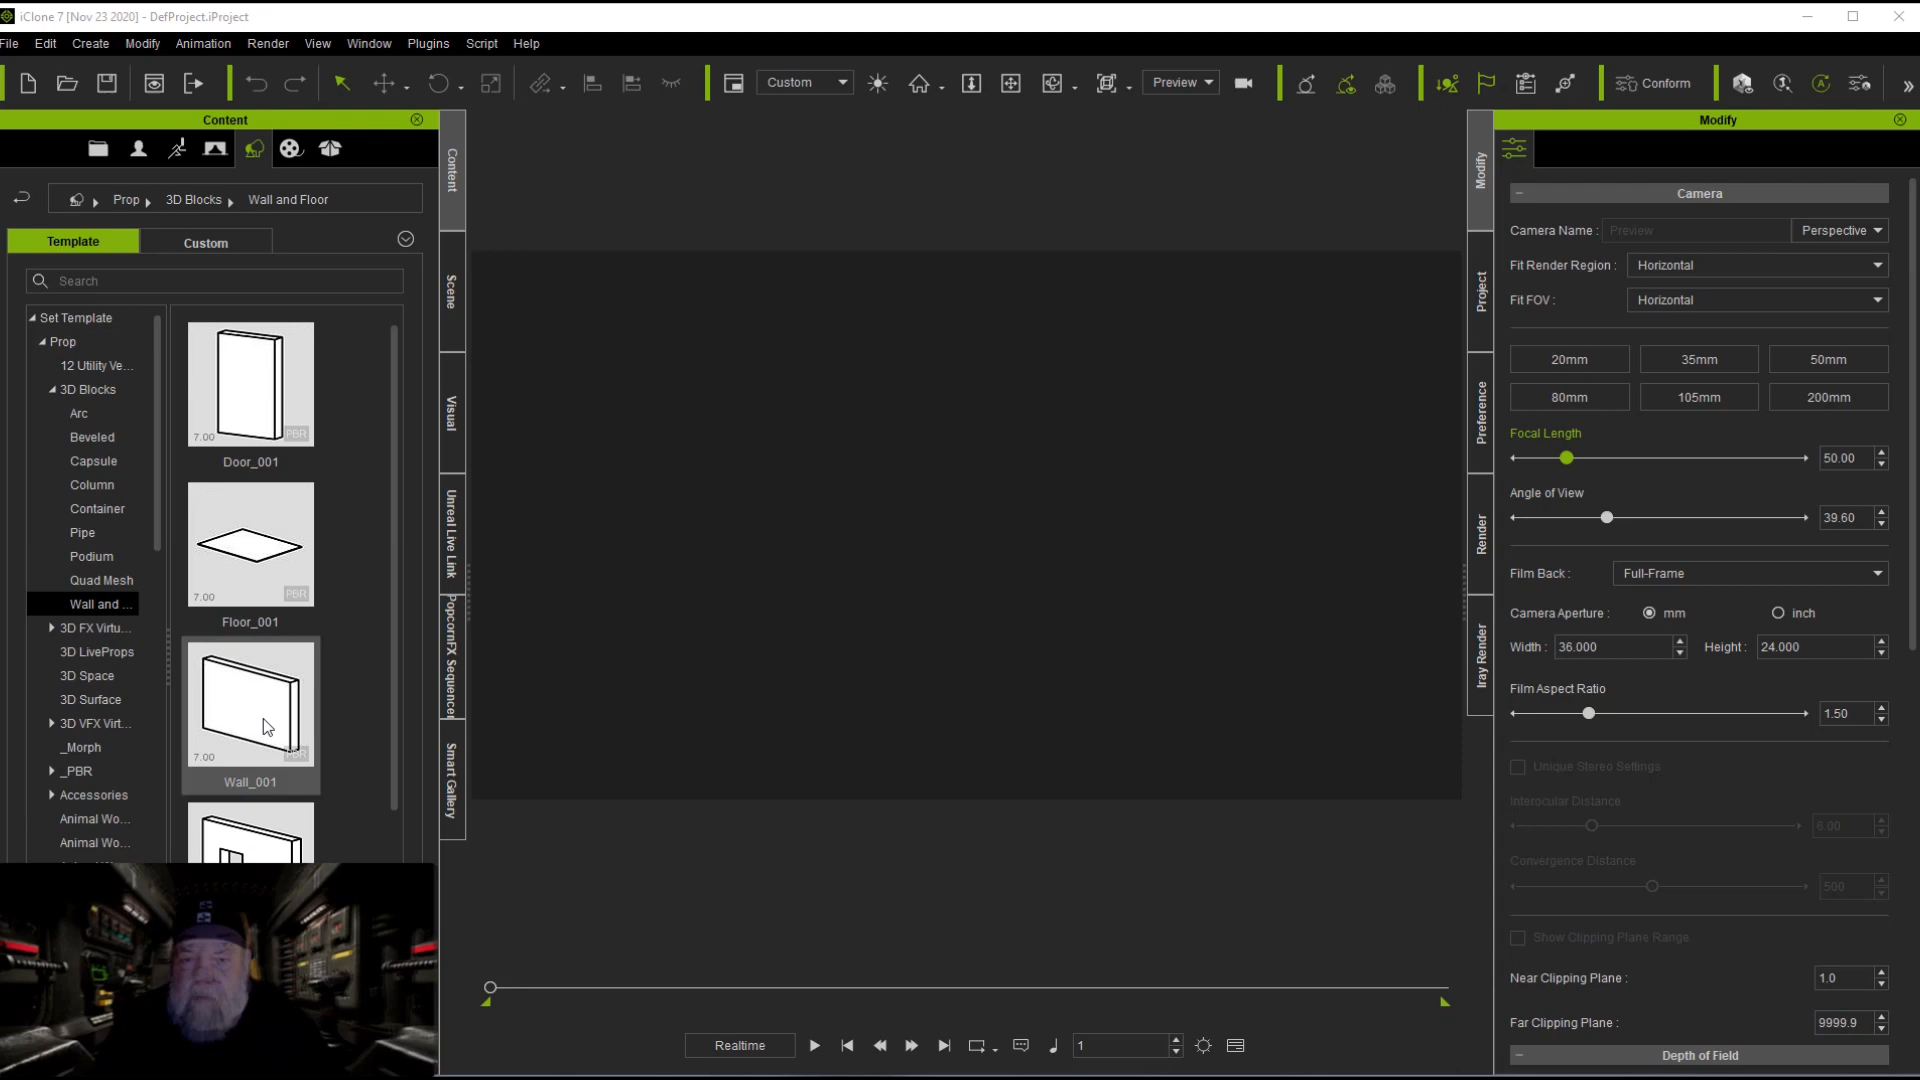 iClone 7 [Nov 23 2020] - DefProject.iProject
File Edit Create Modify Animation Render View Window Plugins Script Help
Custom Preview Conform
Content
Prop 3D Blocks Wall and Floor
Template Custom
Search
Set Template
Prop
12 Utility Ve...
3D Blocks
Arc
Beveled
Capsule
Column
Container
Pipe
Podium
Quad Mesh
Wall and ...
3D FX Virtu...
3D LiveProps
3D Space
3D Surface
3D VFX Virt...
_Morph
_PBR
Accessories
Animal Wo...
Animal Wo...
7.00 PBR
Door_001
7.00 PBR
Floor_001
7.00 PBR
Wall_001
Content
Scene
Visual
Unreal Live Link
PopcornFX Sequencer
Smart Gallery
Realtime
1
Modify
Project
Preference
Render
Iray Render
Modify
Camera
Camera Name : Preview Perspective
Fit Render Region : Horizontal
Fit FOV : Horizontal
20mm 35mm 50mm
80mm 105mm 200mm
Focal Length
50.00
Angle of View
39.60
Film Back : Full-Frame
Camera Aperture : mm inch
Width : 36.000 Height : 24.000
Film Aspect Ratio
1.50
Unique Stereo Settings
Interocular Distance
6.00
Convergence Distance
500
Show Clipping Plane Range
Near Clipping Plane : 1.0
Far Clipping Plane : 9999.9
Depth of Field